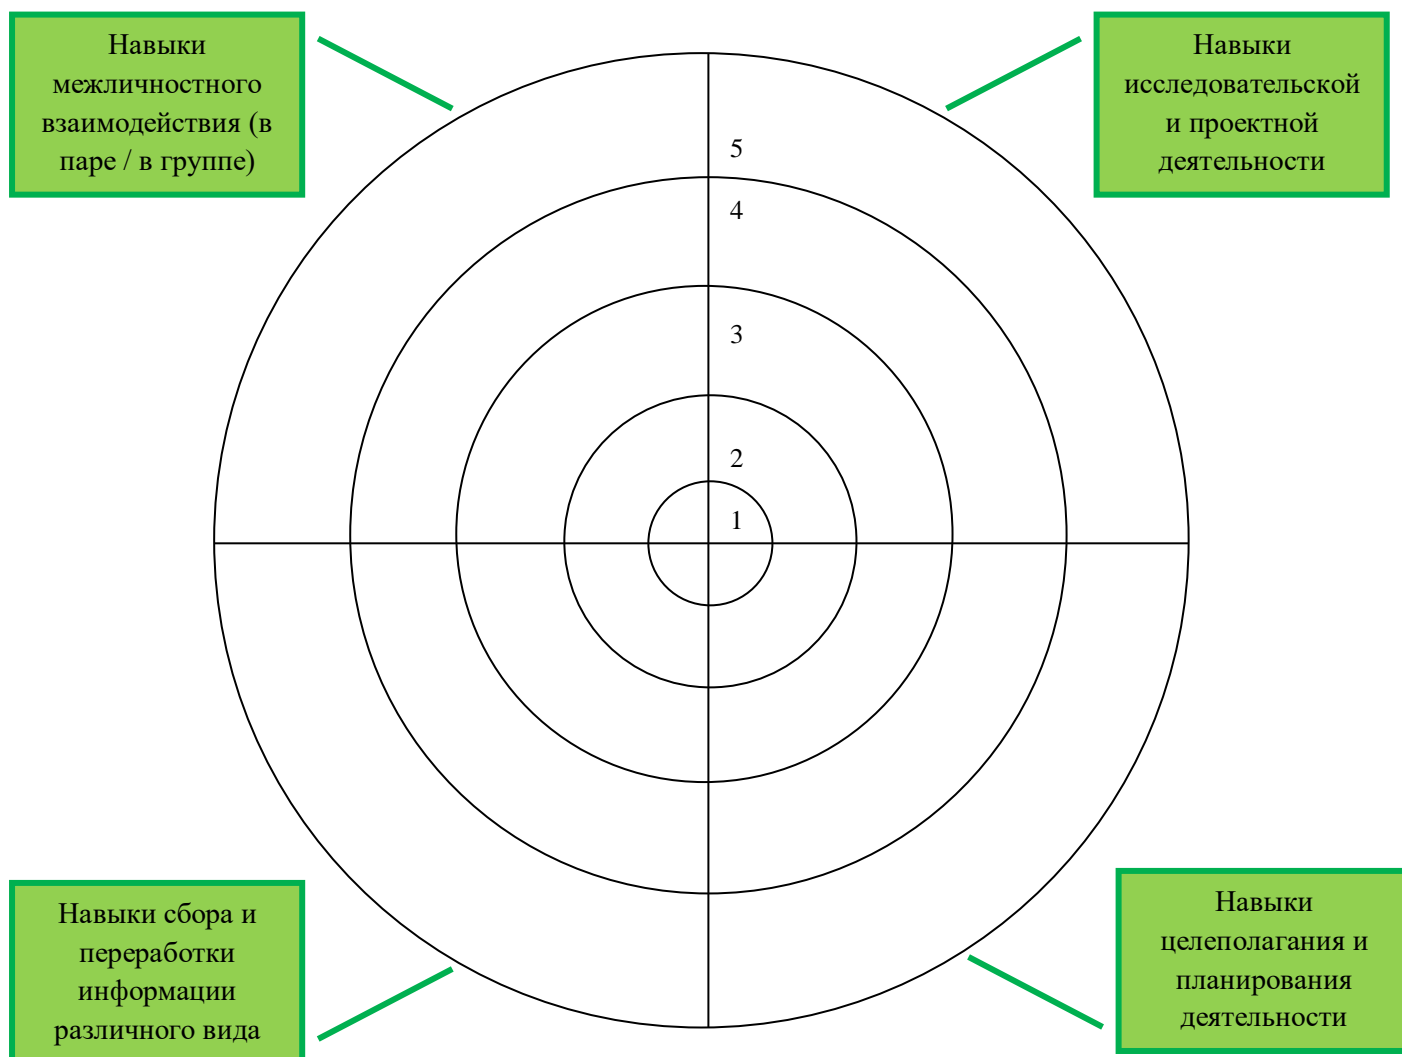 Навыки
межличностного
взаимодействия (в
паре / в группе)
Навыки
исследовательской
и проектной
деятельности
5
4
3
2
1
Навыки сбора и
переработки
информации
различного вида
Навыки
целеполагания и
планирования
деятельности